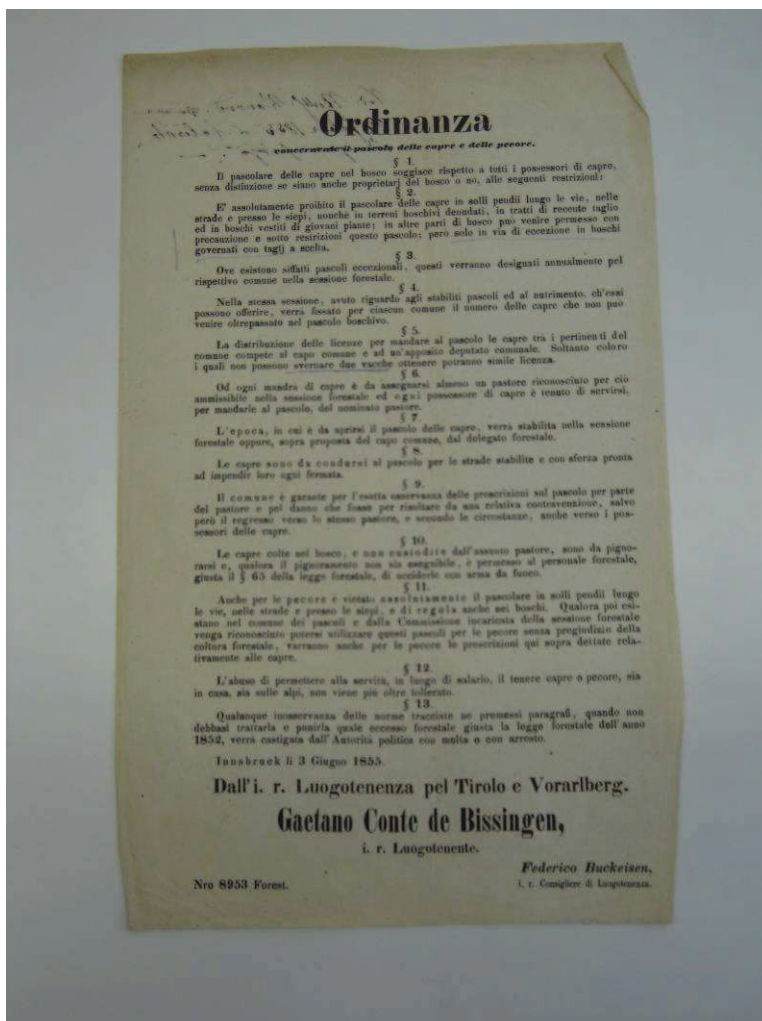 Ordinanza
concernente il pascolo delle capre e delle pecore.
§ 1.
Il pascolare delle capre nel bosco soggiace rispetto a tutti i possessori di capre,
senza distinzione se siano anche proprietarj del bosco o no, alle seguenti restrizioni:
§ 2.
E' assolutamente proibito il pascolare delle capre in solli pendii lungo le vie, nelle
strade e presso le siepi, nonchè in terreni boschivi denudati, in tratti di recente taglio
ed in boschi vestiti di giovani piante; in altre parti di bosco può venire permesso con
precauzione e sotto restrizioni questo pascolo; però solo in via di eccezione in boschi
governati con taglj a scelta.
§ 3.
Ove esistono siffatti pascoli eccezionali, questi verranno designati annualmente pel
rispettivo comune nella sessione forestale.
§ 4.
Nella stessa sessione, avuto riguardo agli stabiliti pascoli ed al nutrimento, ch'essi
possono offerire, verrà fissato per ciascun comune il numero delle capre che non può
venire oltrepassato nel pascolo boschivo.
§ 5.
La distribuzione delle licenze per mandare al pascolo le capre tra i pertinenti del
comune compete al capo comune e ad un'apposito deputato comunale. Soltanto coloro
i quali non possono svernare due vacche ottenere potranno simile licenza.
§ 6.
Od ogni mandra di capre è da assegnarsi almeno un pastore riconosciuto per ciò
ammissibile nella sessione forestale ed ogni possessore di capre è tenuto di servirsi,
per mandarle al pascolo, del nominato pastore.
§ 7.
L'epoca, in cui è da aprirsi il pascolo delle capre, verrà stabilita nella sessione
forestale oppure, sopra proposta del capo comune, dal delegato forestale.
§ 8.
Le capre sono da condursi al pascolo per le strade stabilite e con sferza pronta
ad impedir loro ogni fermata.
§ 9.
Il comune è garante per l'esatta osservanza delle prescrizioni sul pascolo per parte
del pastore e pel danno che fosse per risultare da una relativa contravenzione, salvo
però il regresso verso lo stesso pastore, e secondo le circostanze, anche verso i pos-
sessori delle capre.
§ 10.
Le capre colte nel bosco, e non custodite dall'assunto pastore, sono da pigno-
rarsi e, qualora il pignoramento non sia eseguibile, è permesso al personale forestale,
giusta il § 65 della legge forestale, di ucciderle con arma da fuoco.
§ 11.
Anche per le pecore è vietato assolutamente il pascolare in solli pendii lungo
le vie, nelle strade e presso le siepi, e di regola anche nei boschi. Qualora poi esi-
stano nel comune dei pascoli e dalla Commissione incaricata della sessione forestale
venga riconosciuto potersi utilizzare questi pascoli per le pecore senza pregiudizio della
coltura forestale, varranno anche per le pecore le prescrizioni qui sopra dettate rela-
tivamente alle capre.
§ 12.
L'abuso di permettere alla servitù, in luogo di salario, il tenere capre o pecore, sia
in casa, sia sulle alpi, non viene più oltre tollerato.
§ 13.
Qualunque inosservanza delle norme tracciate ne premessi paragrafi, quando non
debbasi trattarla e punirla quale eccesso forestale giusta la legge forestale dell'anno
1852, verrà castigata dall'Autorità politica con multa o con arresto.
Innsbruck li 3 Giugno 1855.
Dall' i. r. Luogotenenza pel Tirolo e Vorarlberg.
Gaetano Conte de Bissingen,
i. r. Luogotenente.
Federico Buckeisen,
i. r. Consigliere di Luogotenenza.
Nro 8953 Forest.